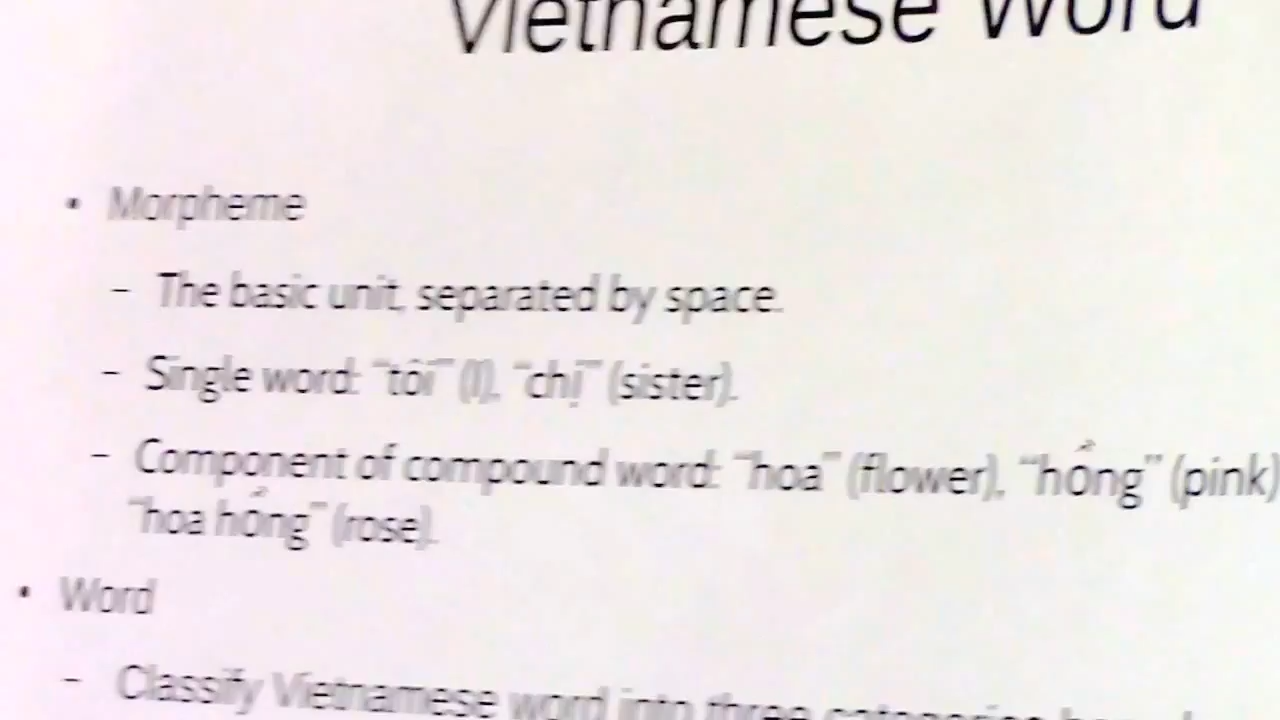 Vietnamese Word
• Morpheme
– The basic unit, separated by space.
– Single word: “tôi” (I), “chị” (sister).
– Component of compound word: “hoa” (flower), “hồng” (pink)
“hoa hồng” (rose).
• Word
– Classify Vietnamese word into three categories